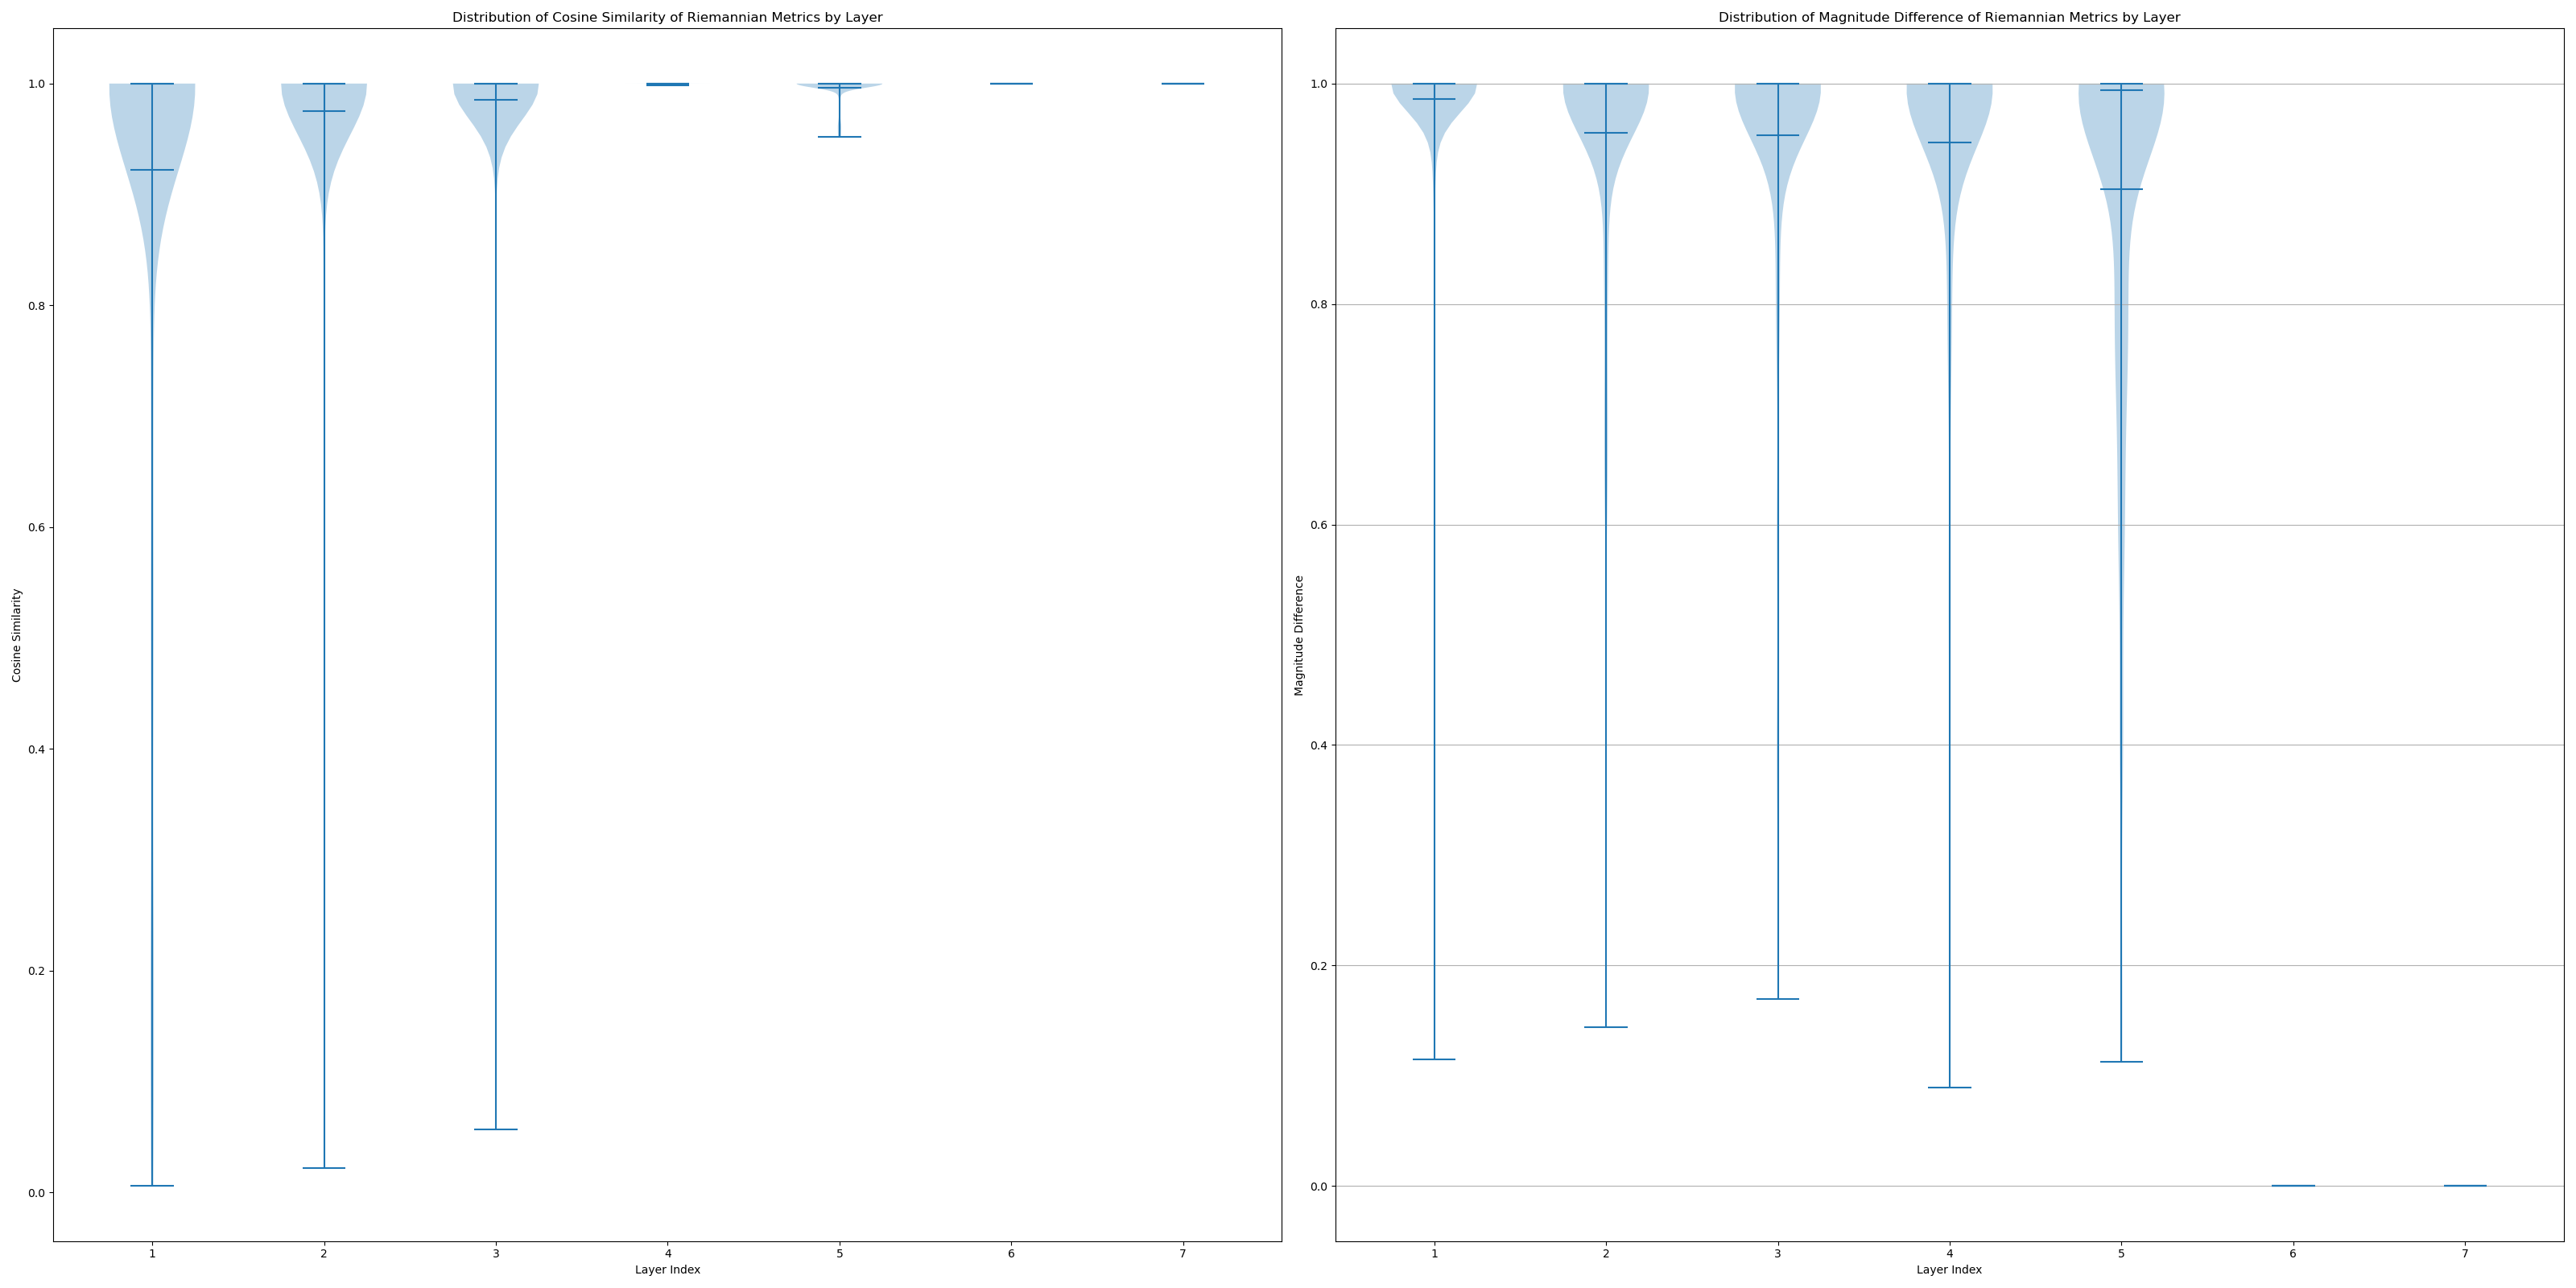 Distribution of Cosine Similarity of Riemannian Metrics by Layer
Cosine Similarity
1.0
0.8
0.6
0.4
0.2
0.0
1 2 3 4 5 6 7
Layer Index
Distribution of Magnitude Difference of Riemannian Metrics by Layer
Magnitude Difference
1.0
0.8
0.6
0.4
0.2
0.0
1 2 3 4 5 6 7
Layer Index